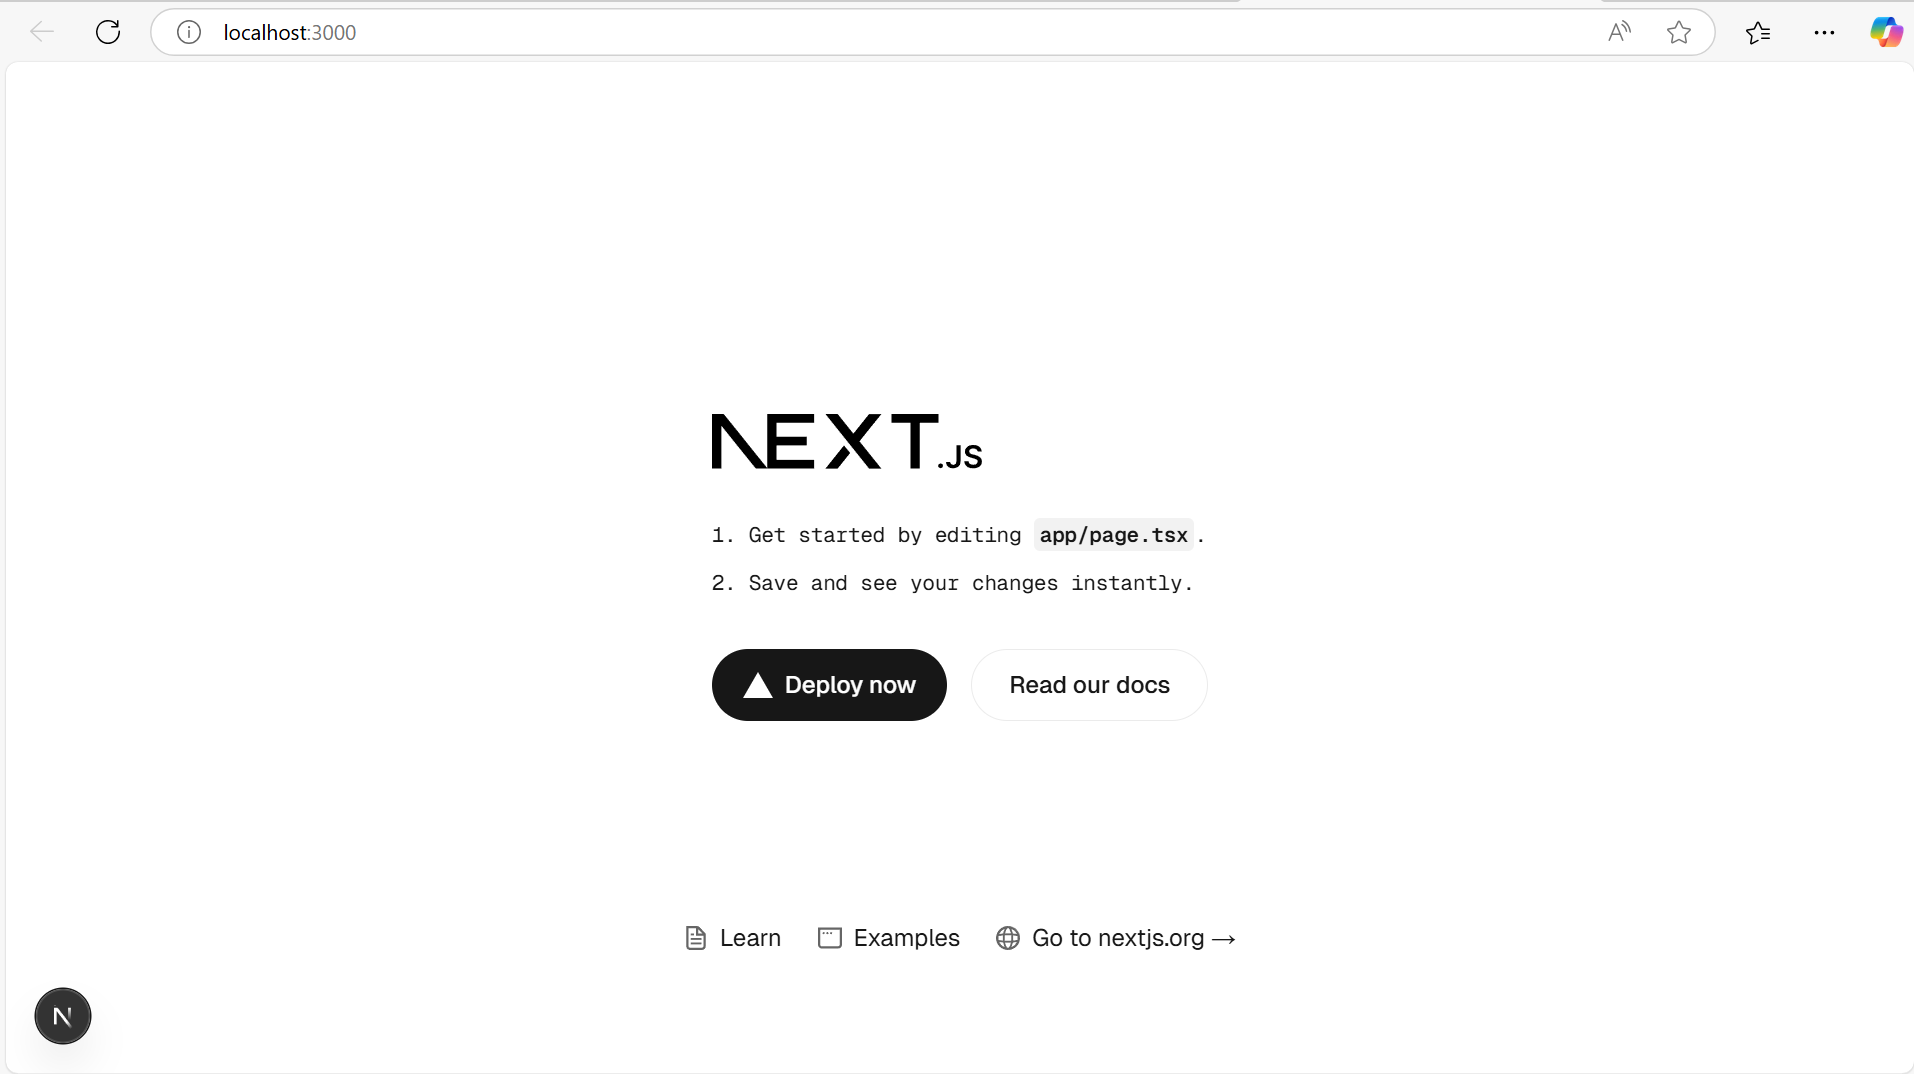 localhost:3000
NEXT.JS
1. Get started by editing app/page.tsx.
2. Save and see your changes instantly.
Deploy now
Read our docs
Learn
Examples
Go to nextjs.org →
N